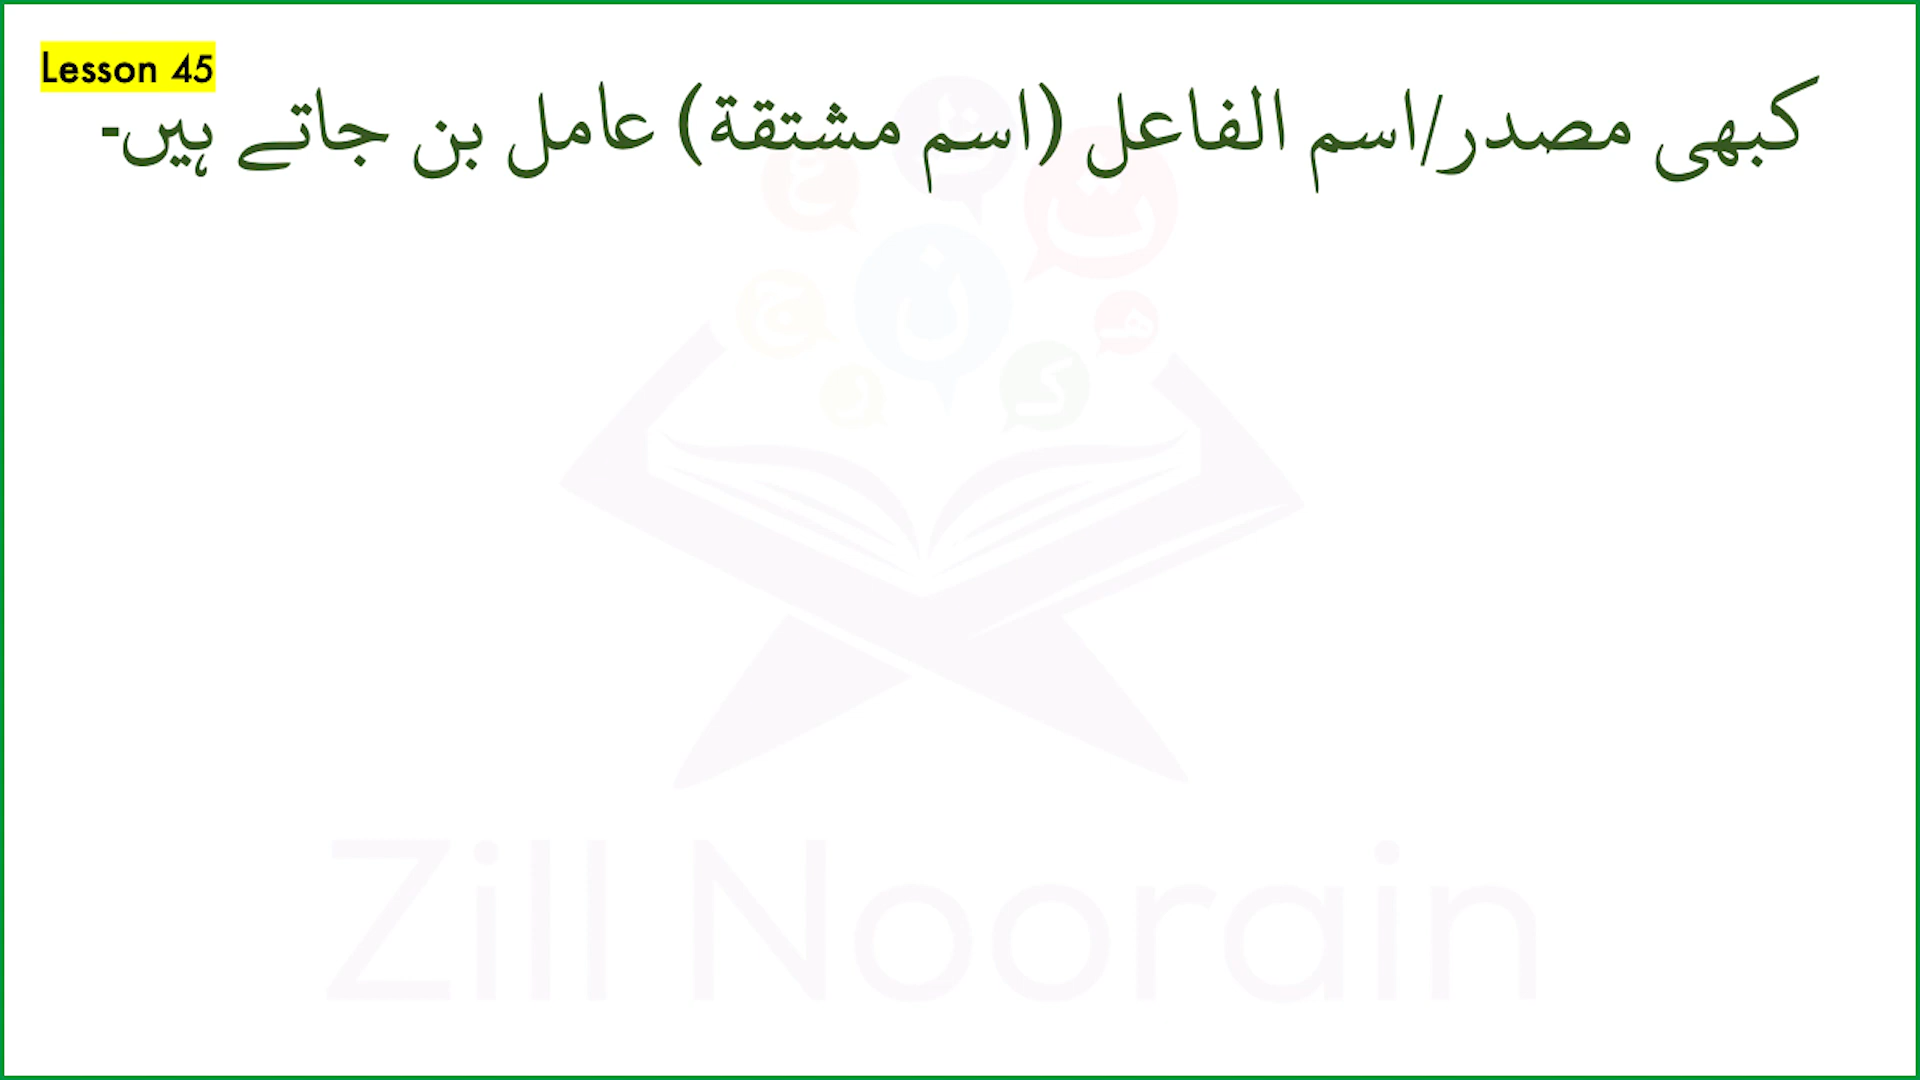 Lesson 45
کبھی مصدر/اسم الفاعل (اسم مشتقة) عامل بن جاتے ہیں-
ظ
ع
ت
ن
ج
ھ
ر
ک
Zill Noorain